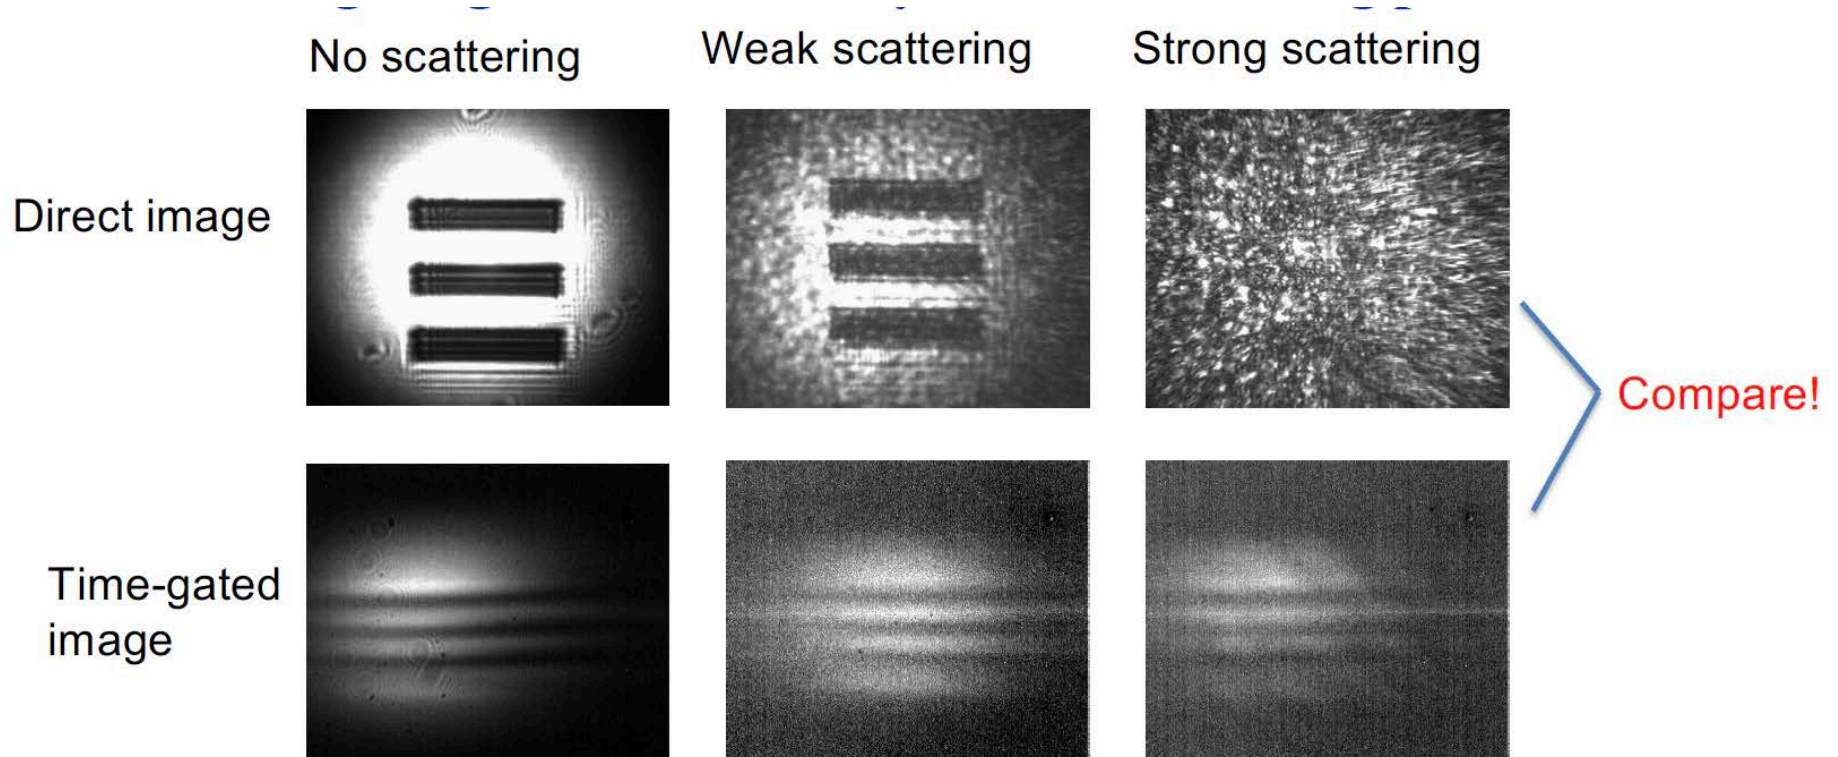 No scattering
Weak scattering
Strong scattering
Direct image
Compare!
Time-gated
image